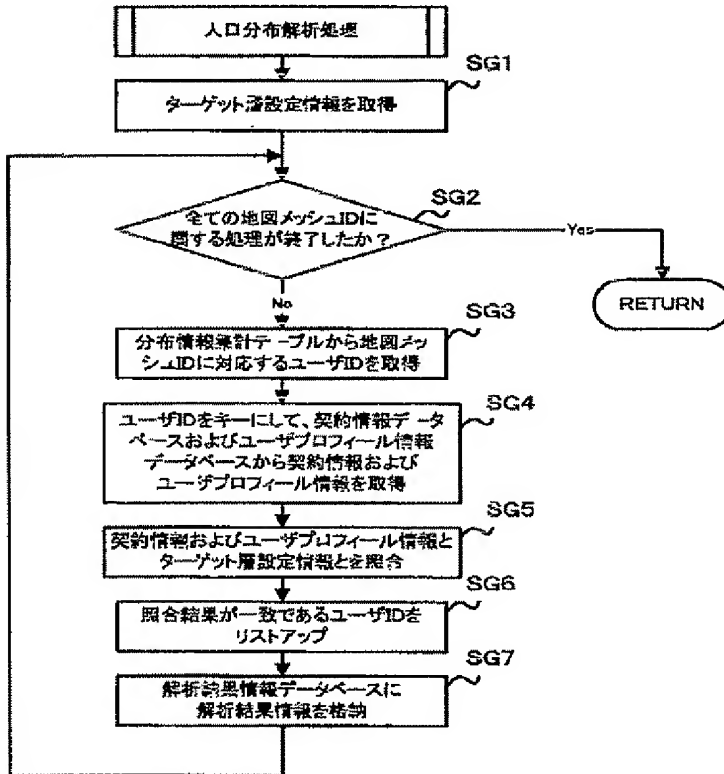 人口分布解析処理
SG1
ターゲット層設定情報を取得
SG2
全ての地図メッシュIDに
関する処理が終了したか？
Yes
RETURN
No
SG3
分布情報集計テーブルから地図メッ
シュIDに対応するユーザIDを取得
SG4
ユーザIDをキーにして、契約情報データ
ベースおよびユーザプロフィール情報
データベースから契約情報および
ユーザプロフィール情報を取得
SG5
契約情報およびユーザプロフィール情報と
ターゲット層設定情報とを照合
SG6
照合結果が一致であるユーザIDを
リストアップ
SG7
解析結果情報データベースに
解析結果情報を格納